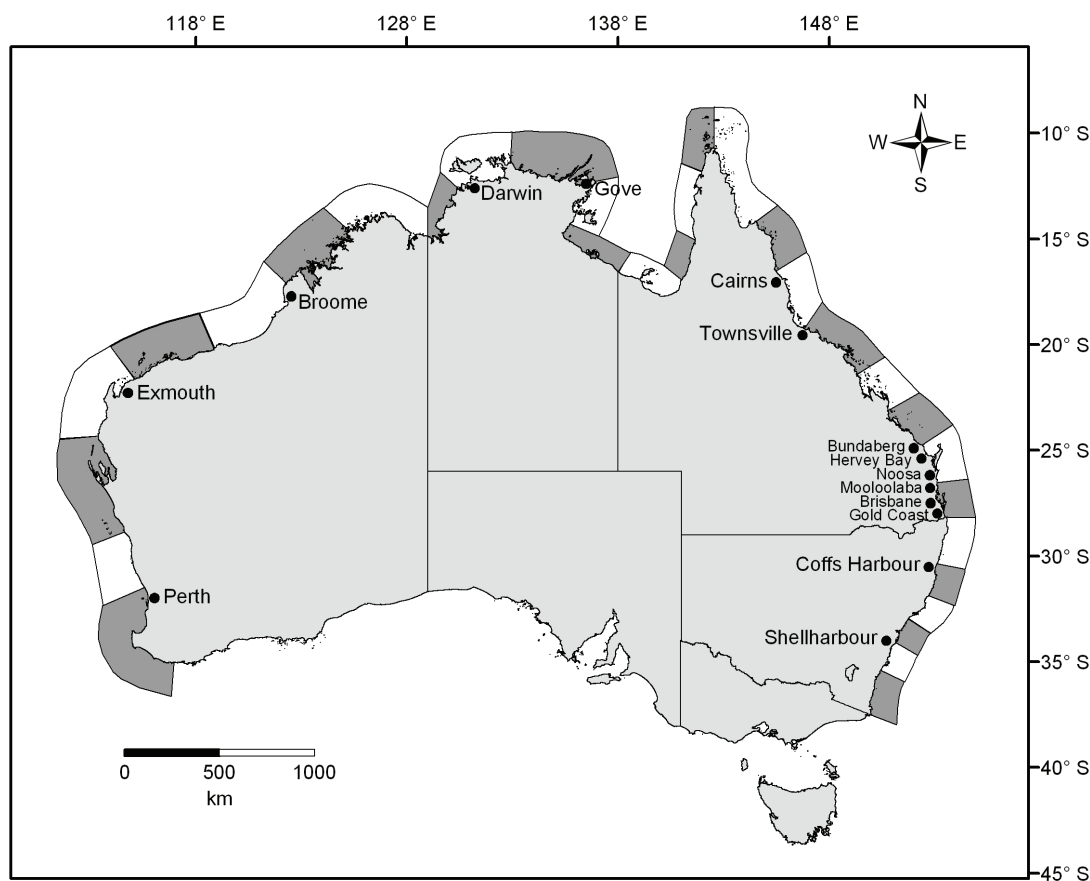 118° E 128° E 138° E 148° E
N
W E
S
10° S
15° S
20° S
25° S
30° S
35° S
40° S
45° S
Darwin
Gove
Broome
Cairns
Townsville
Exmouth
Bundaberg
Hervey Bay
Noosa
Mooloolaba
Brisbane
Gold Coast
Coffs Harbour
Perth
Shellharbour
0 500 1000
km